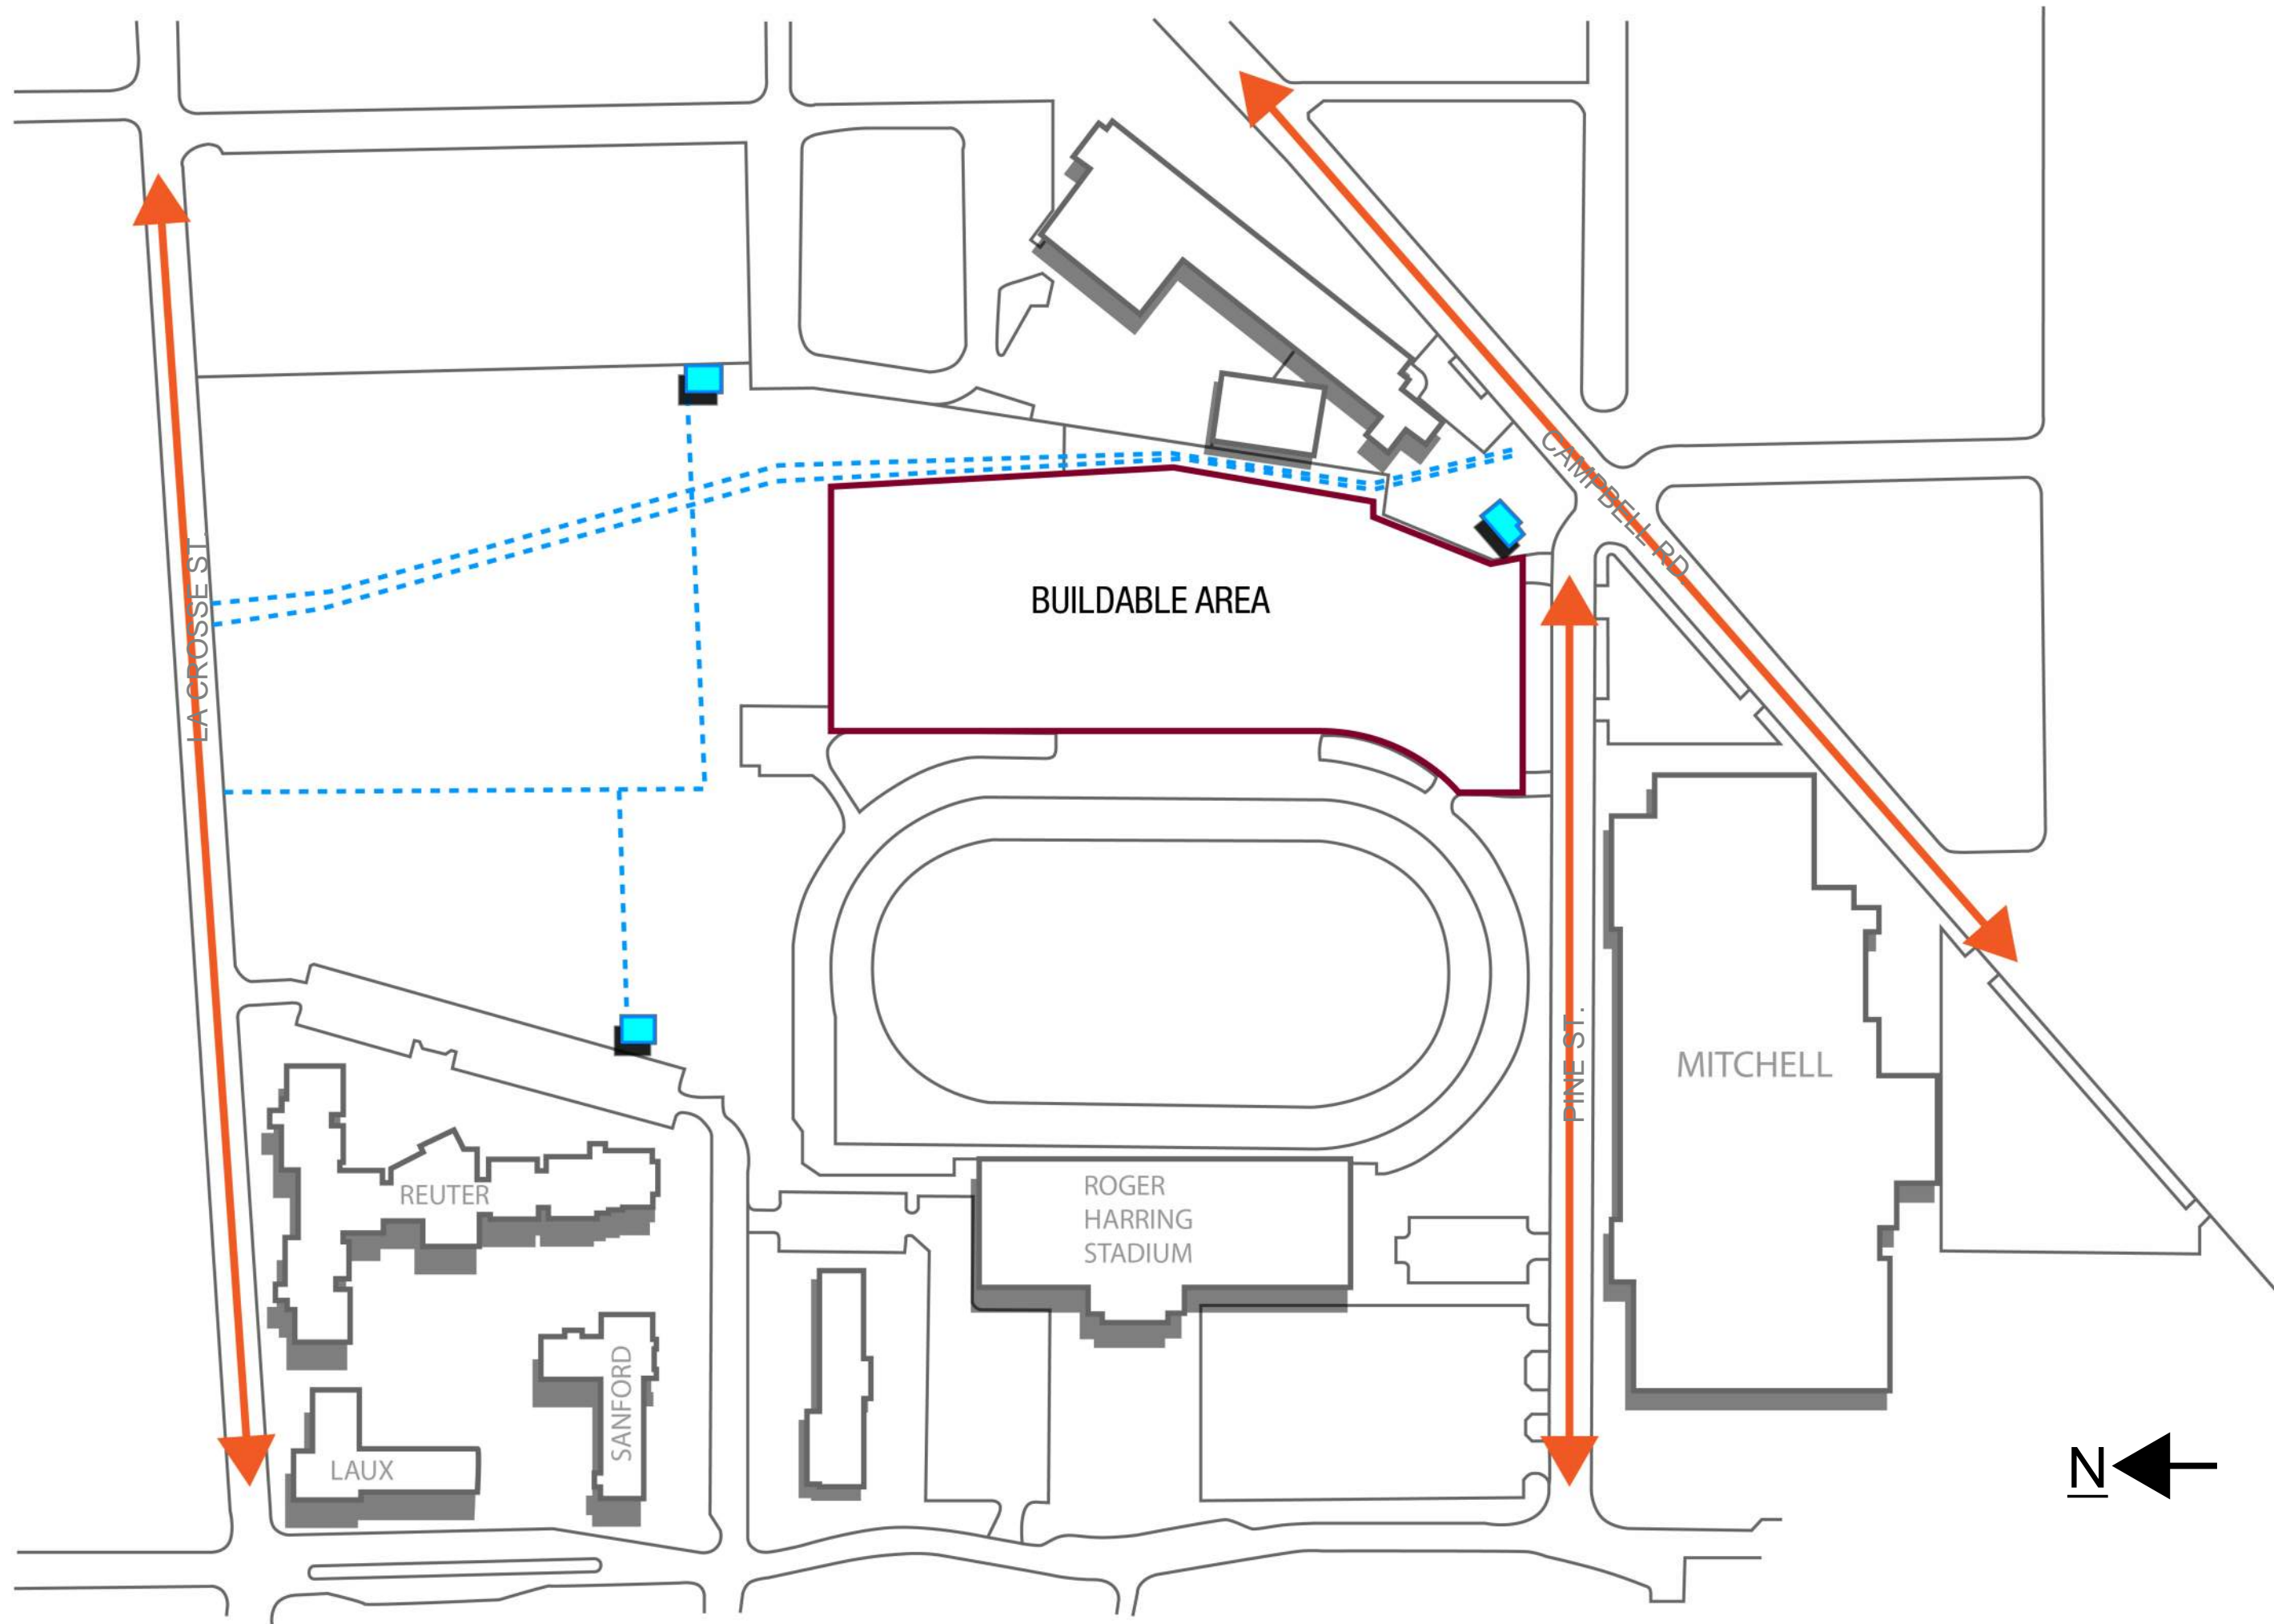 CAMPBELL RD.
LA CROSSE ST.
BUILDABLE AREA
PINE ST.
MITCHELL
REUTER
ROGER
HARRING
STADIUM
SANFORD
LAUX
N